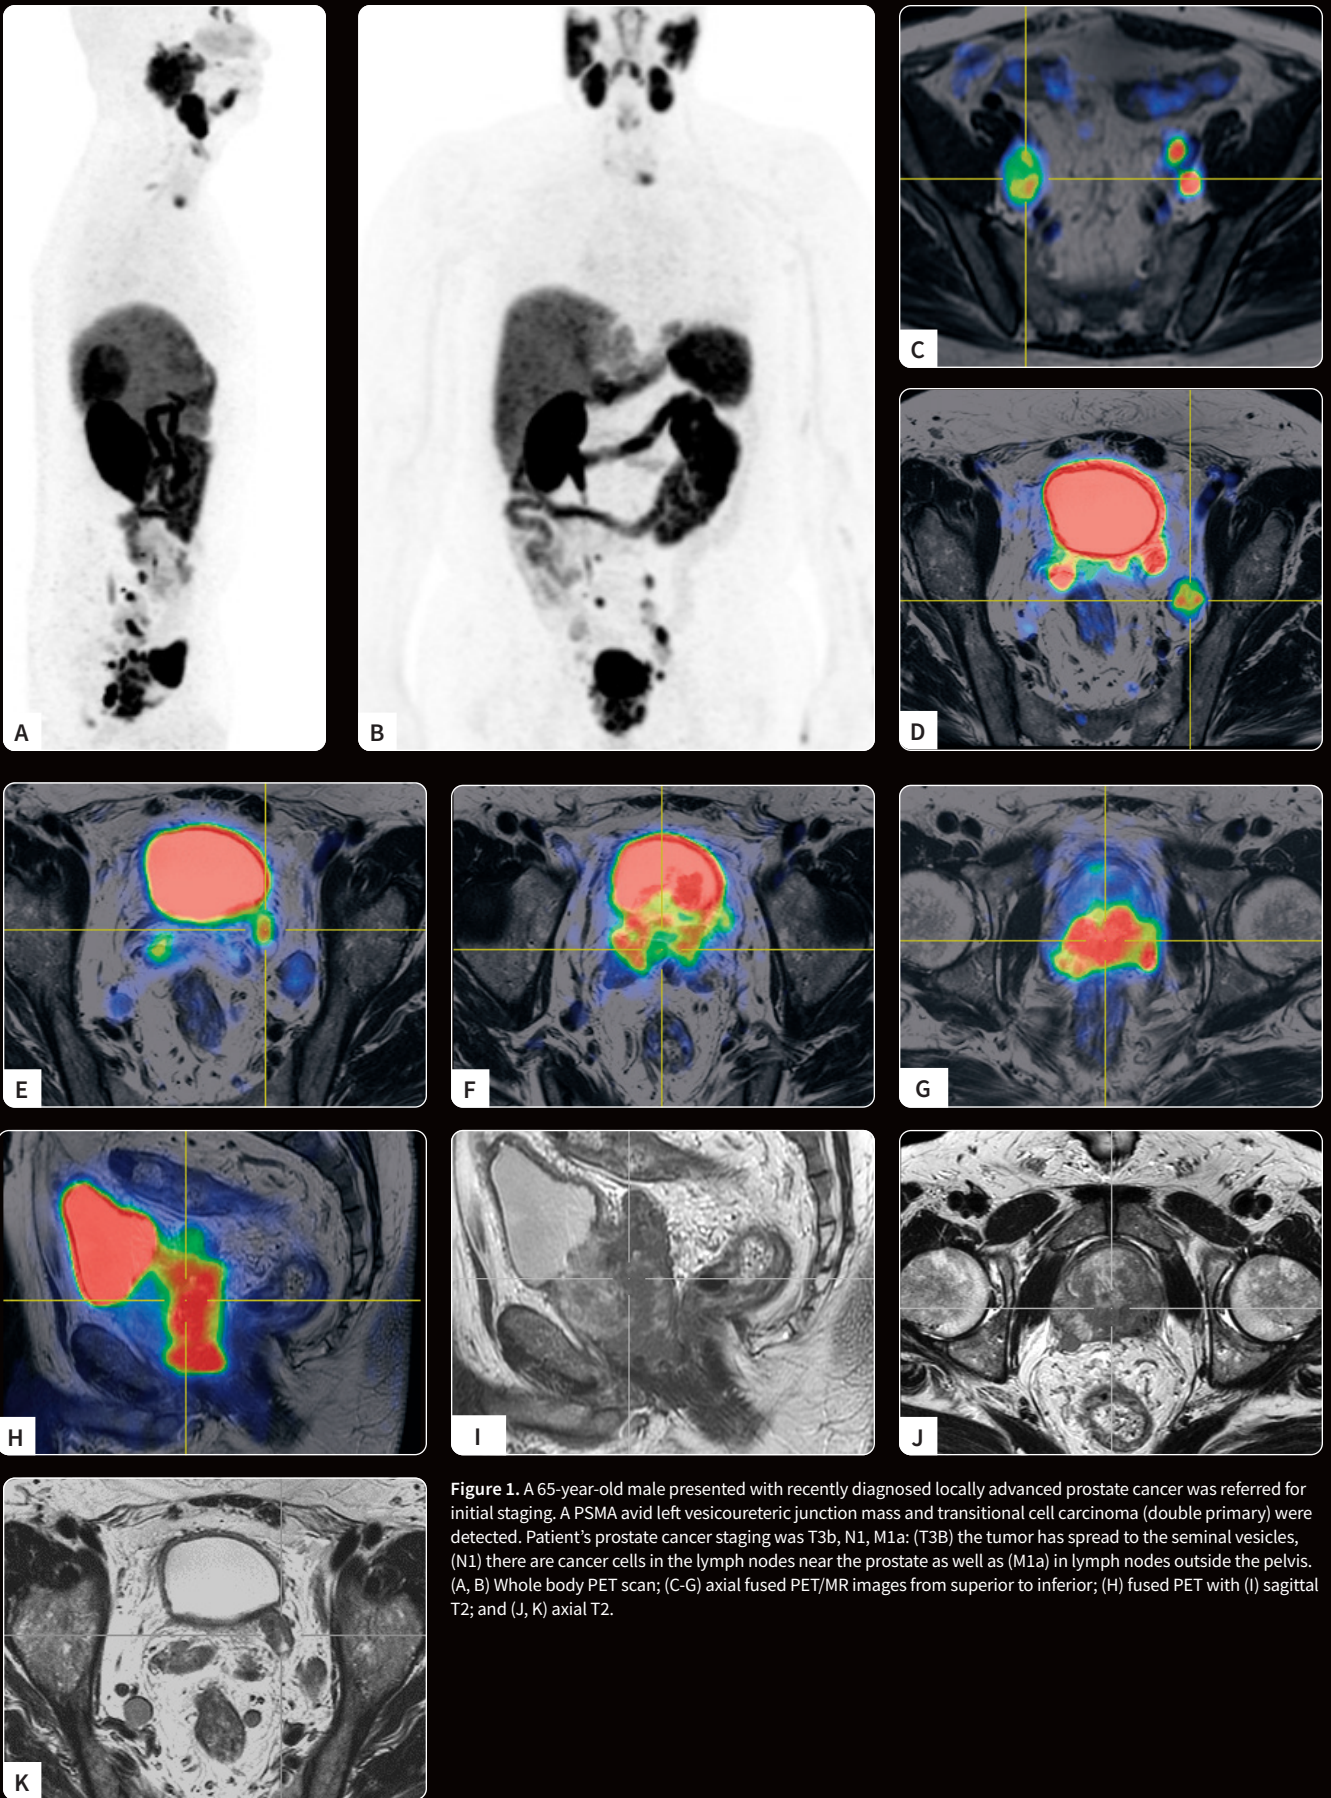 A
B
C
D
E
F
G
H
I
J
K
Figure 1. A 65-year-old male presented with recently diagnosed locally advanced prostate cancer was referred for
initial staging. A PSMA avid left vesicoureteric junction mass and transitional cell carcinoma (double primary) were
detected. Patient’s prostate cancer staging was T3b, N1, M1a: (T3B) the tumor has spread to the seminal vesicles,
(N1) there are cancer cells in the lymph nodes near the prostate as well as (M1a) in lymph nodes outside the pelvis.
(A, B) Whole body PET scan; (C-G) axial fused PET/MR images from superior to inferior; (H) fused PET with (I) sagittal
T2; and (J, K) axial T2.